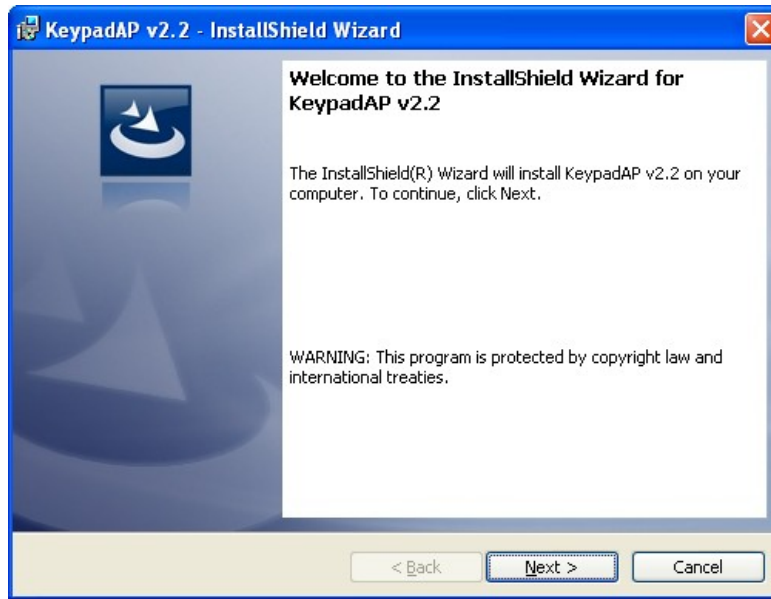 KeypadAP v2.2 - InstallShield Wizard
Welcome to the InstallShield Wizard for
KeypadAP v2.2
The InstallShield(R) Wizard will install KeypadAP v2.2 on your
computer. To continue, click Next.
WARNING: This program is protected by copyright law and
international treaties.
< Back
Next >
Cancel